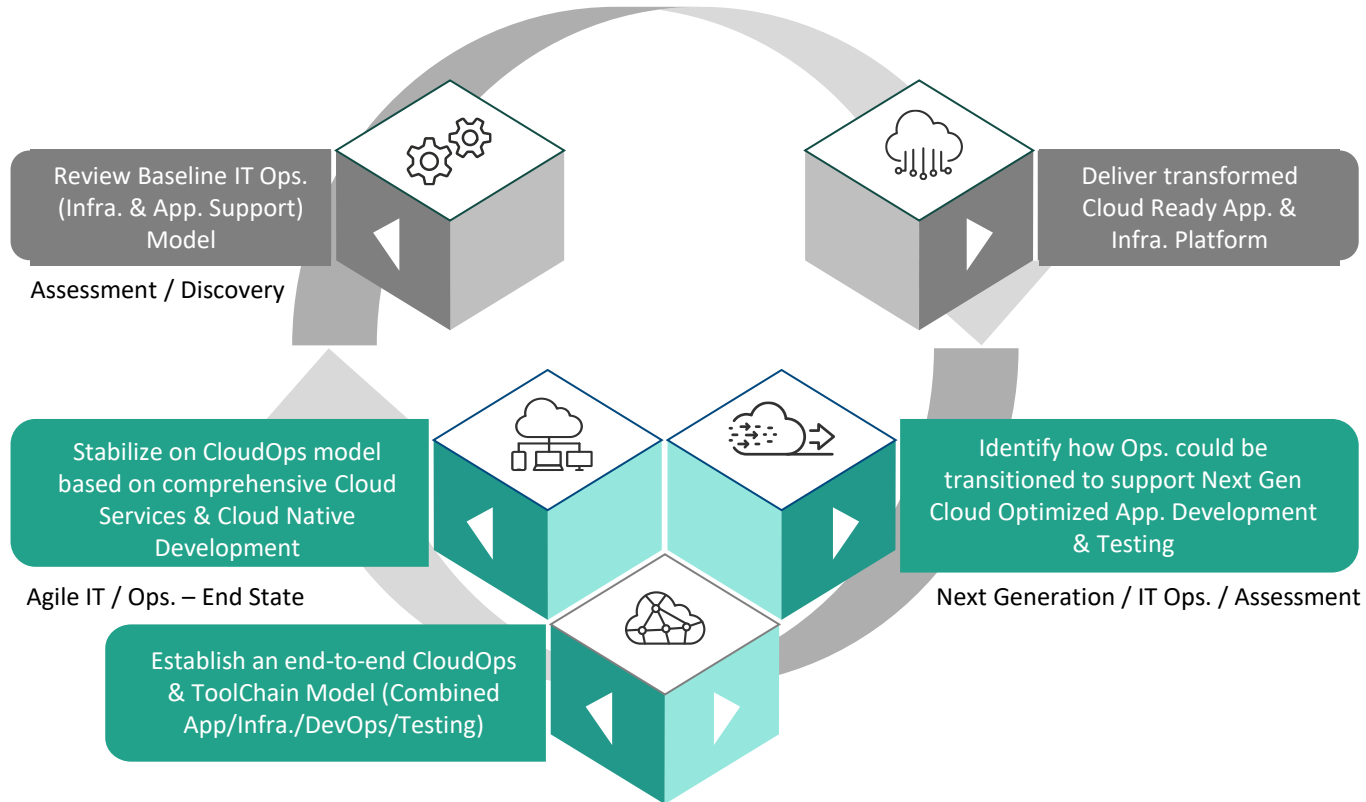 Review Baseline IT Ops.
(Infra. & App. Support)
Model
Assessment / Discovery
Deliver transformed
Cloud Ready App. &
Infra. Platform
Stabilize on CloudOps model
based on comprehensive Cloud
Services & Cloud Native
Development
Agile IT / Ops. – End State
Identify how Ops. could be
transitioned to support Next Gen
Cloud Optimized App. Development
& Testing
Next Generation / IT Ops. / Assessment
Establish an end-to-end CloudOps
& ToolChain Model (Combined
App/Infra./DevOps/Testing)